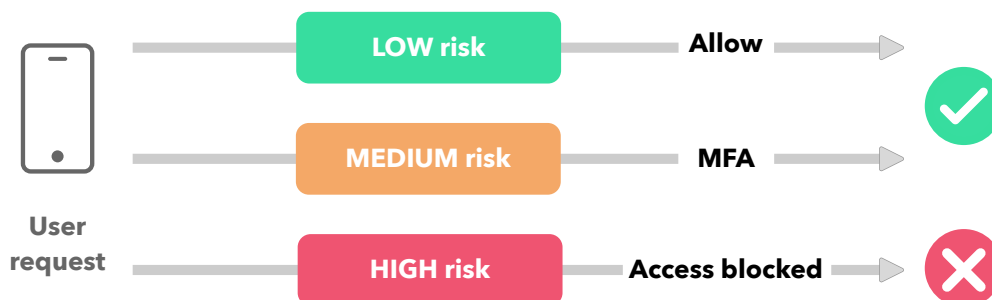 LOW risk
Allow
MEDIUM risk
MFA
User
request
HIGH risk
Access blocked